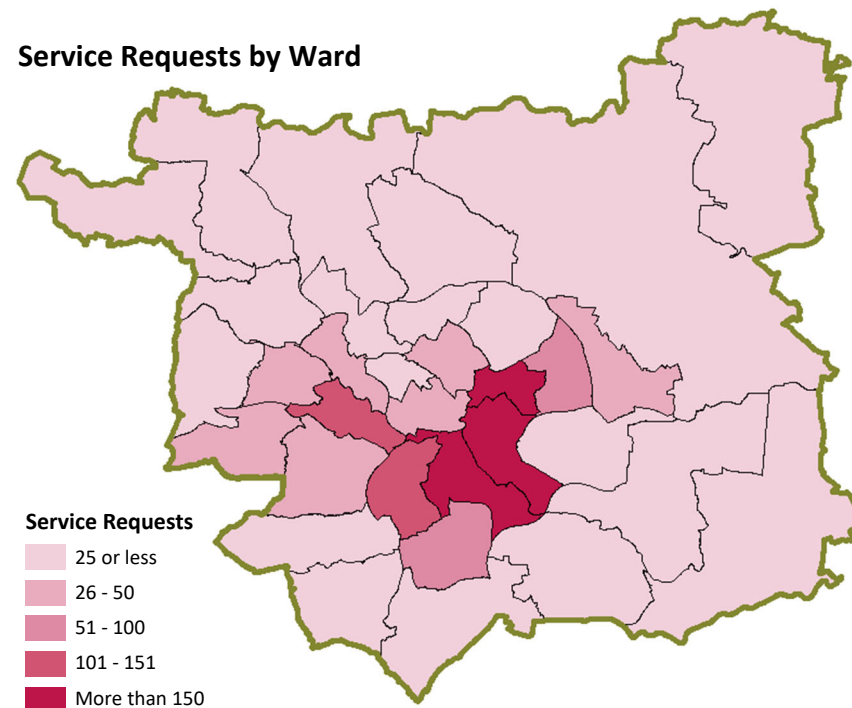 Service Requests by Ward
Service Requests
25 or less
26 - 50
51 - 100
101 - 151
More than 150